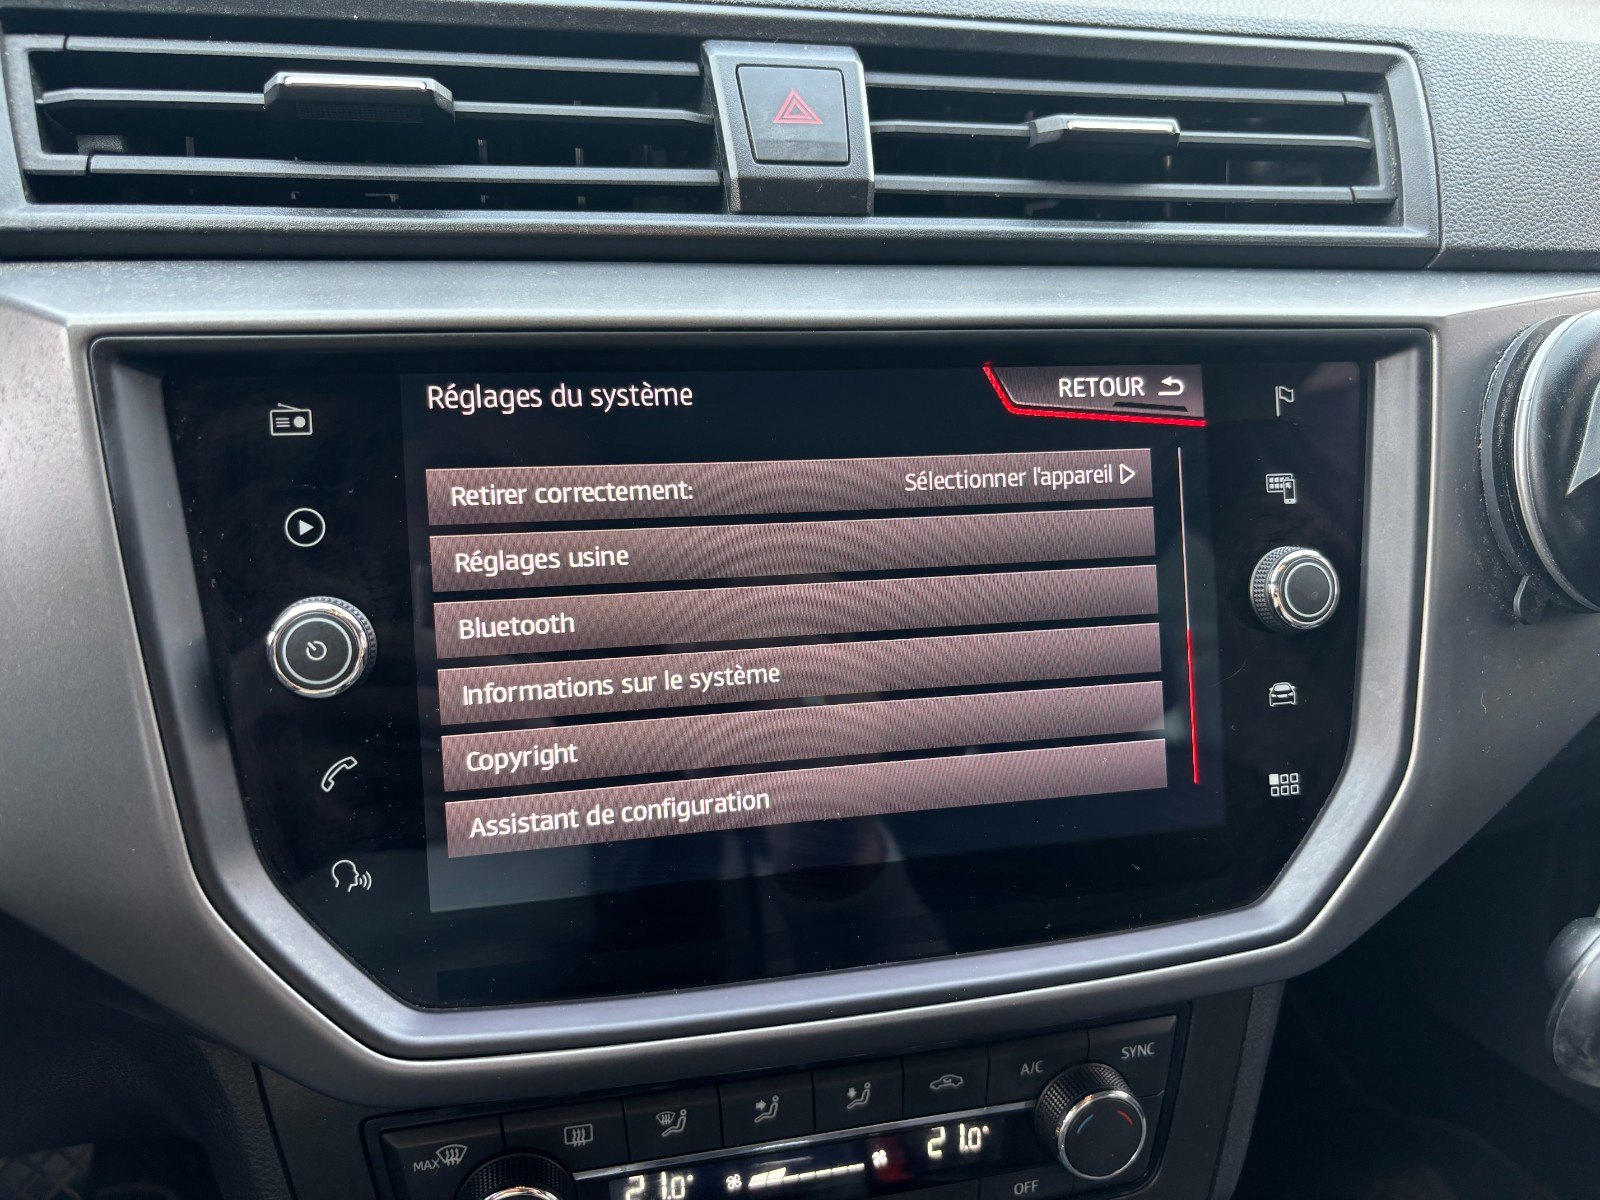 Réglages du système
RETOUR
Retirer correctement: Sélectionner l'appareil
Réglages usine
Bluetooth
Informations sur le système
Copyright
Assistant de configuration
A/C
SYNC
MAX
21.0°
21.0°
OFF